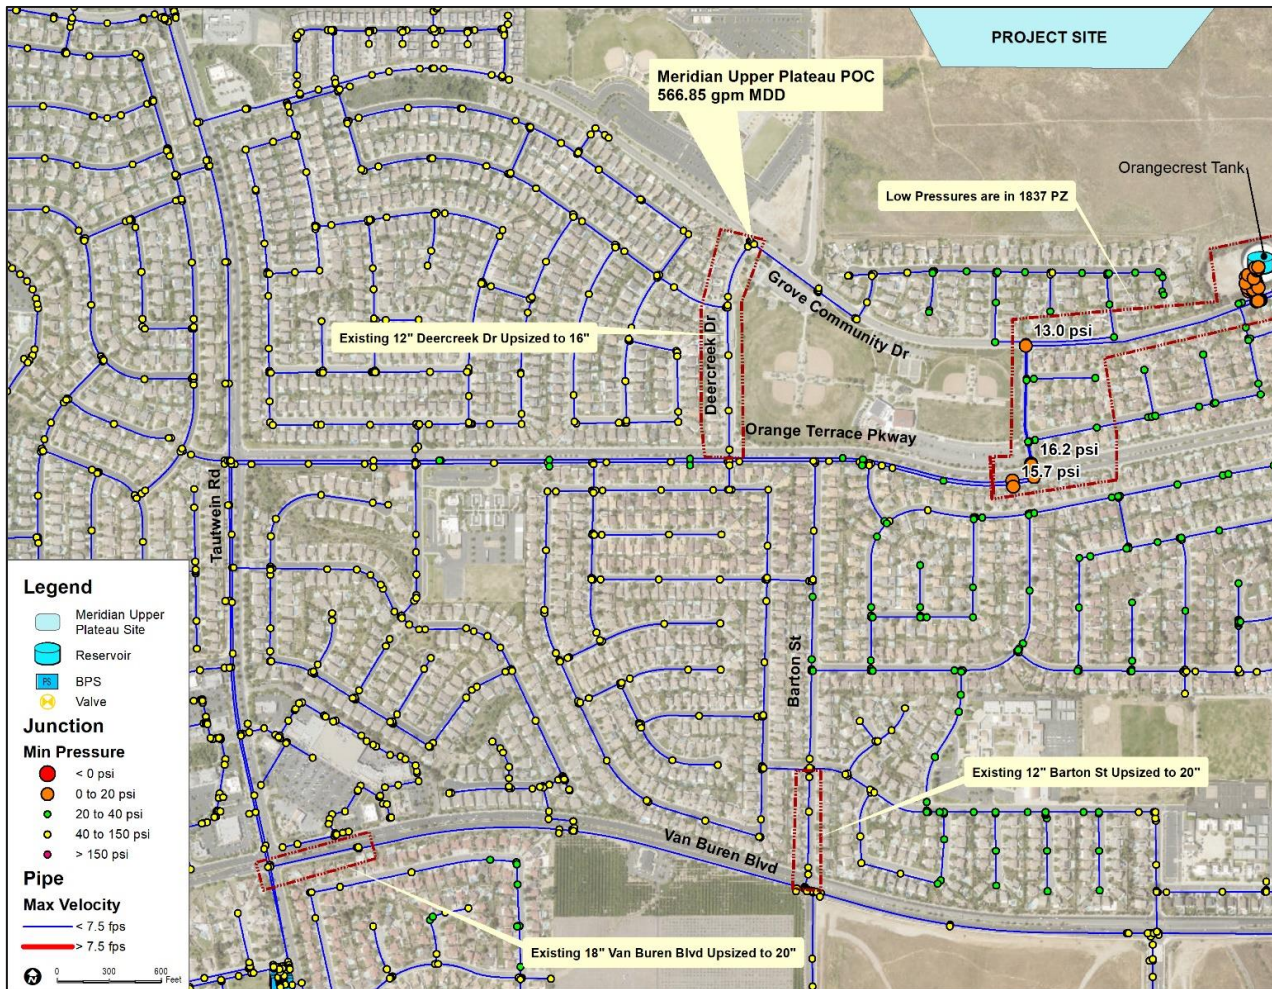 PROJECT SITE
Meridian Upper Plateau POC
566.85 gpm MDD
Orangecrest Tank
Low Pressures are in 1837 PZ
Grove Community Dr
13.0 psi
Existing 12" Deercreek Dr Upsized to 16"
Deercreek Dr
Orange Terrace Pkwy
16.2 psi
15.7 psi
Tautwein Rd
Barton St
Existing 12" Barton St Upsized to 20"
Van Buren Blvd
Existing 18" Van Buren Blvd Upsized to 20"
Legend
Meridian Upper
Plateau Site
Reservoir
PS
BPS
Valve
Junction
Min Pressure
< 0 psi
0 to 20 psi
20 to 40 psi
40 to 150 psi
> 150 psi
Pipe
Max Velocity
< 7.5 fps
> 7.5 fps
N
0 300 600
Feet